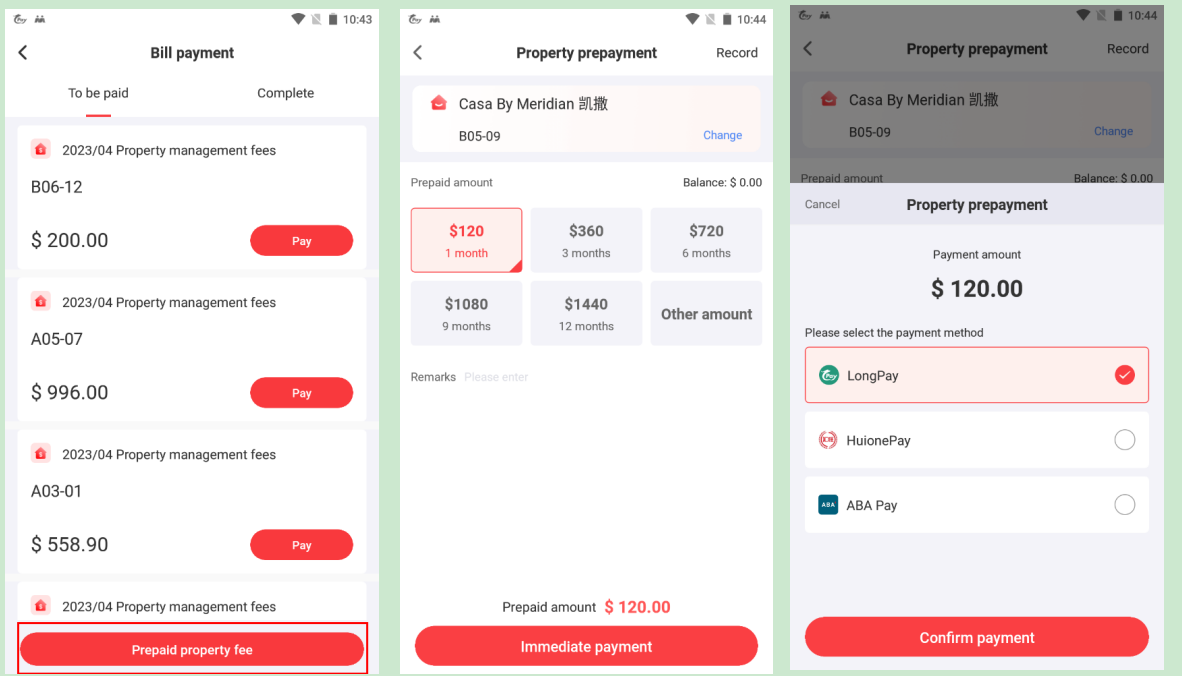 10:43
Bill payment
To be paid
Complete
2023/04 Property management fees
B06-12
$ 200.00
Pay
2023/04 Property management fees
A05-07
$ 996.00
Pay
2023/04 Property management fees
A03-01
$ 558.90
Pay
2023/04 Property management fees
Prepaid property fee
10:44
Property prepayment
Record
Casa By Meridian 凯撒
B05-09
Change
Prepaid amount
Balance: $ 0.00
$120
1 month
$360
3 months
$720
6 months
$1080
9 months
$1440
12 months
Other amount
Remarks Please enter
Prepaid amount $ 120.00
Immediate payment
10:44
Property prepayment
Record
Casa By Meridian 凯撒
B05-09
Change
Prepaid amount
Balance: $ 0.00
Cancel
Property prepayment
Payment amount
$ 120.00
Please select the payment method
LongPay
HuionePay
ABA Pay
Confirm payment